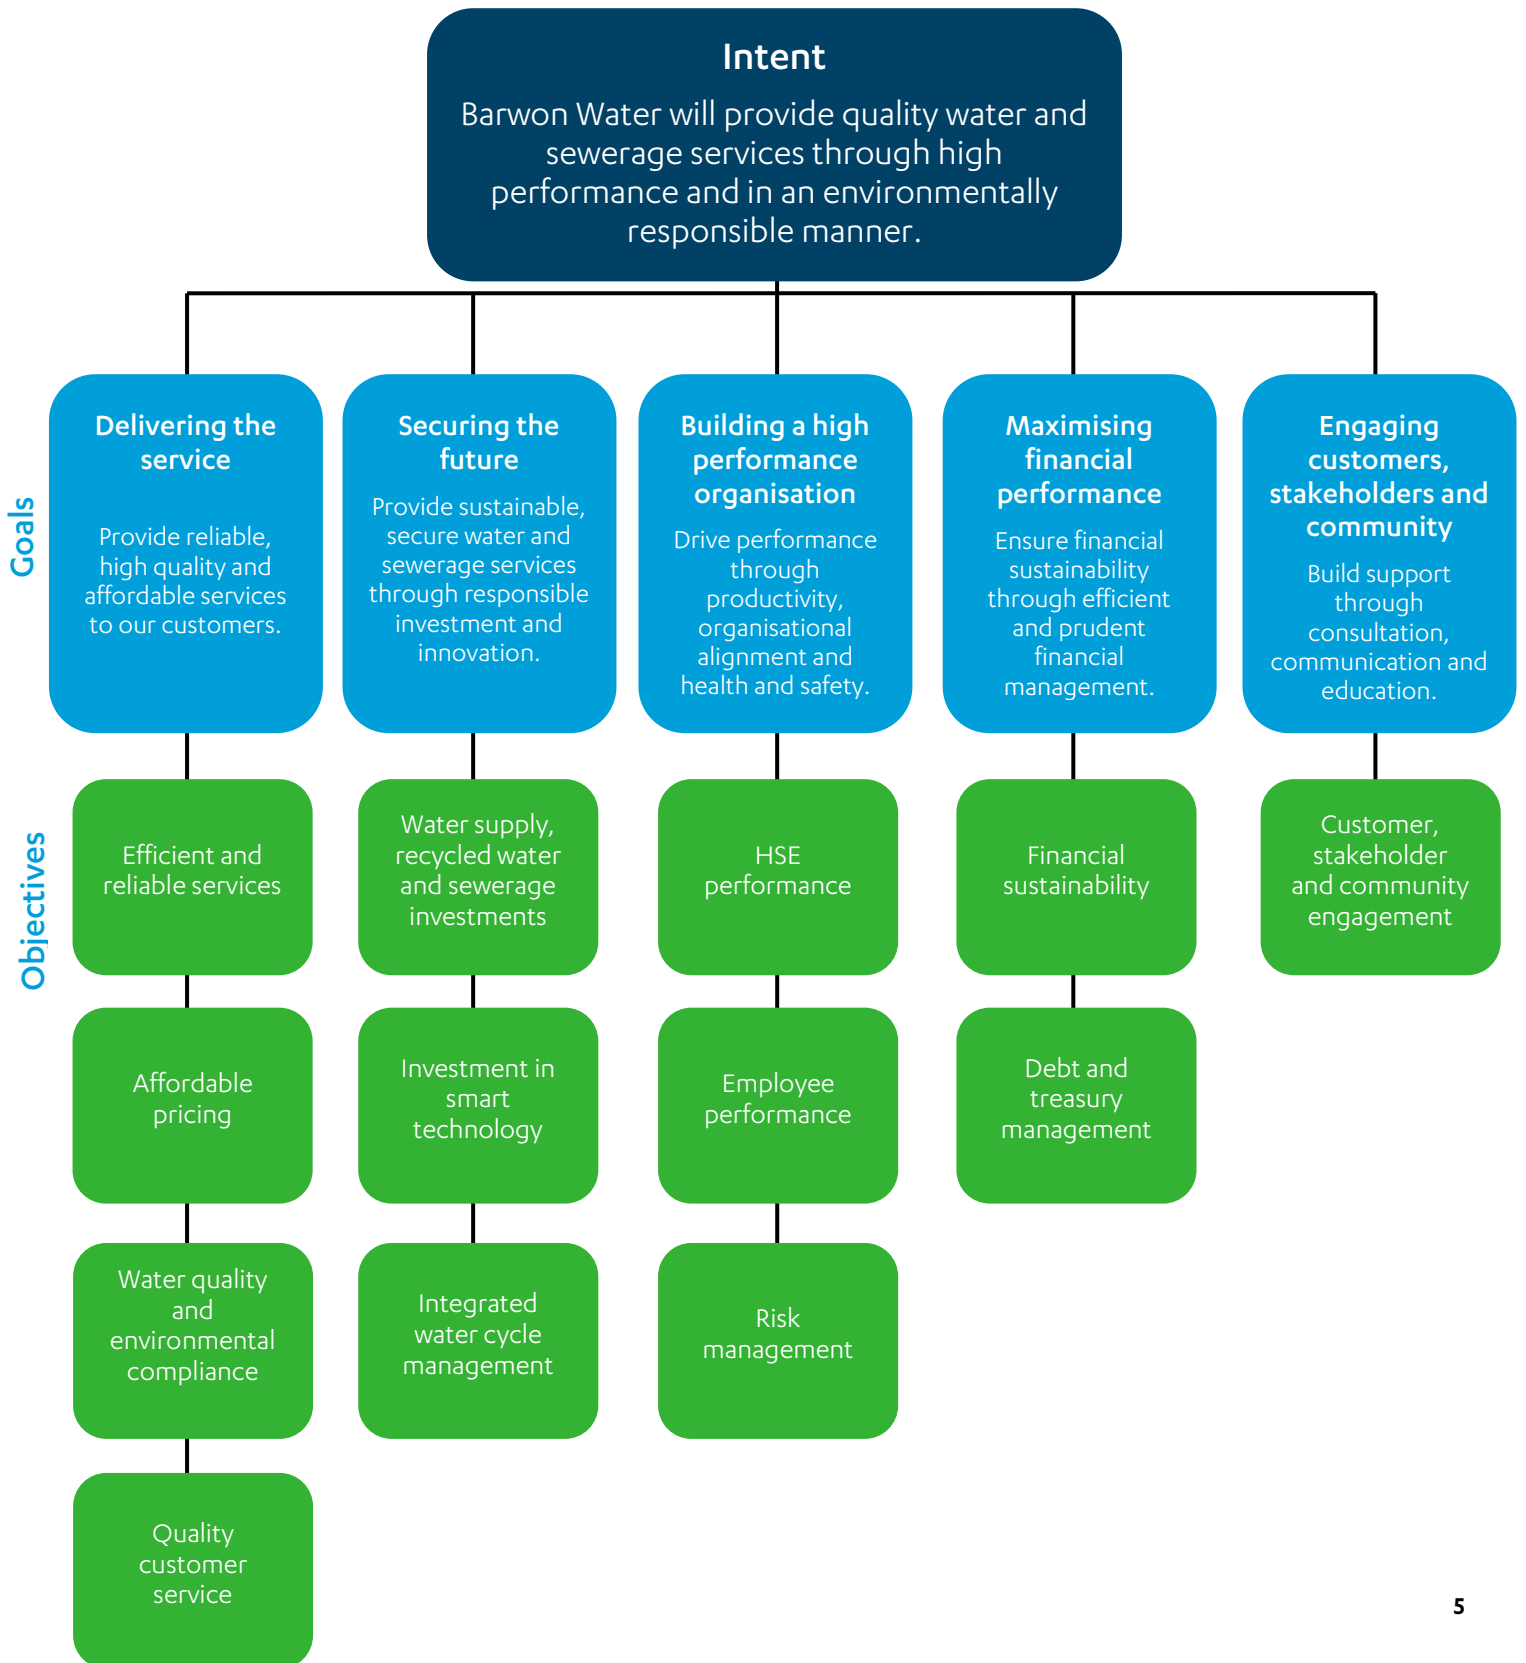 Intent
Barwon Water will provide quality water and
sewerage services through high
performance and in an environmentally
responsible manner.
Goals
Delivering the
service
Provide reliable,
high quality and
affordable services
to our customers.
Securing the
future
Provide sustainable,
secure water and
sewerage services
through responsible
investment and
innovation.
Building a high
performance
organisation
Drive performance
through
productivity,
organisational
alignment and
health and safety.
Maximising
financial
performance
Ensure financial
sustainability
through efficient
and prudent
financial
management.
Engaging
customers,
stakeholders and
community
Build support
through
consultation,
communication and
education.
Objectives
Efficient and
reliable services
Water supply,
recycled water
and sewerage
investments
HSE
performance
Financial
sustainability
Customer,
stakeholder
and community
engagement
Affordable
pricing
Investment in
smart
technology
Employee
performance
Debt and
treasury
management
Water quality
and
environmental
compliance
Integrated
water cycle
management
Risk
management
Quality
customer
service
5